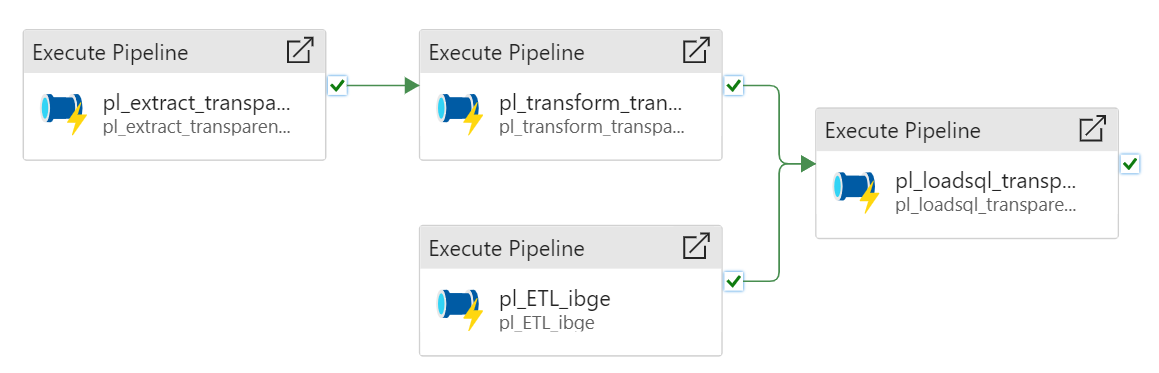 Execute Pipeline
pl_extract_transpa...
pl_extract_transparen...
Execute Pipeline
pl_transform_tran...
pl_transform_transpa...
Execute Pipeline
pl_ETL_ibge
pl_ETL_ibge
Execute Pipeline
pl_loadsql_transp...
pl_loadsql_transpare...